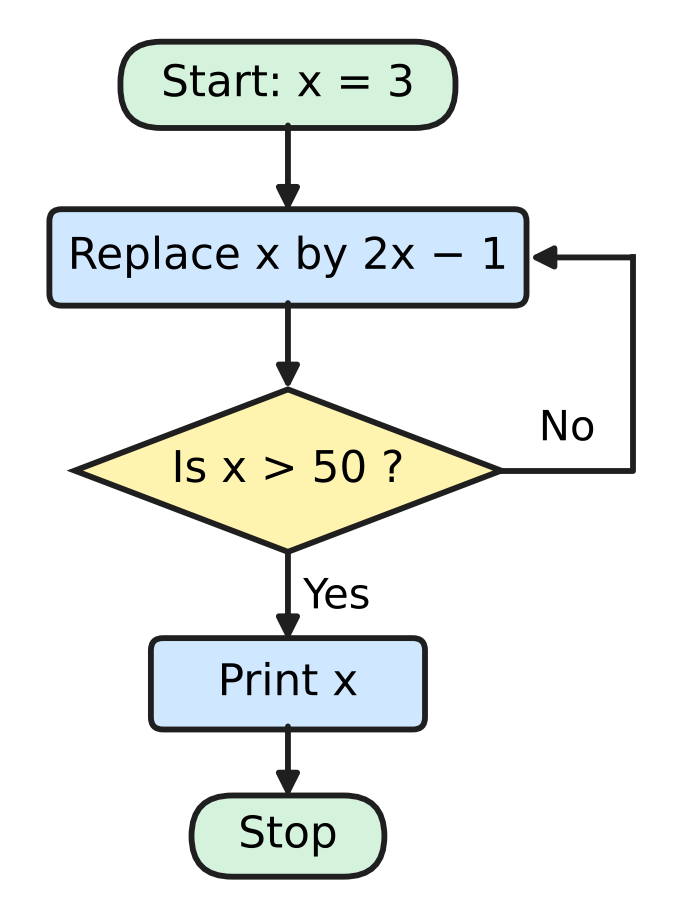 Start: x = 3
Replace x by 2x − 1
Is x > 50 ?
No
Yes
Print x
Stop